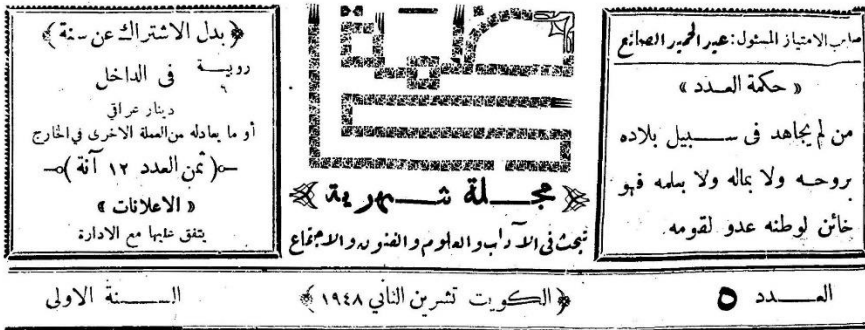 صاحب الامتياز المسئول: عبد الحميد الصانع
« حكمة العدد »
من لم يجاهد في سبيل بلاده
بروحه ولا بماله ولا بعلمه فهو
خائن لوطنه عدو لقومه.
مجلة شهرية
تبحث في الآداب والعلوم والفنون والاجتماع
بدل الاشتراك عن سنة
روبية
٦ في الداخل
دينار عراقي
أو ما يعادله من العملة الاخرى في الخارج
(ثمن العدد ١٢ آنة)
« الاعلانات »
يتفق عليها مع الادارة
العدد ٥
الكويت تشرين الثاني ١٩٤٨
السنة الاولى